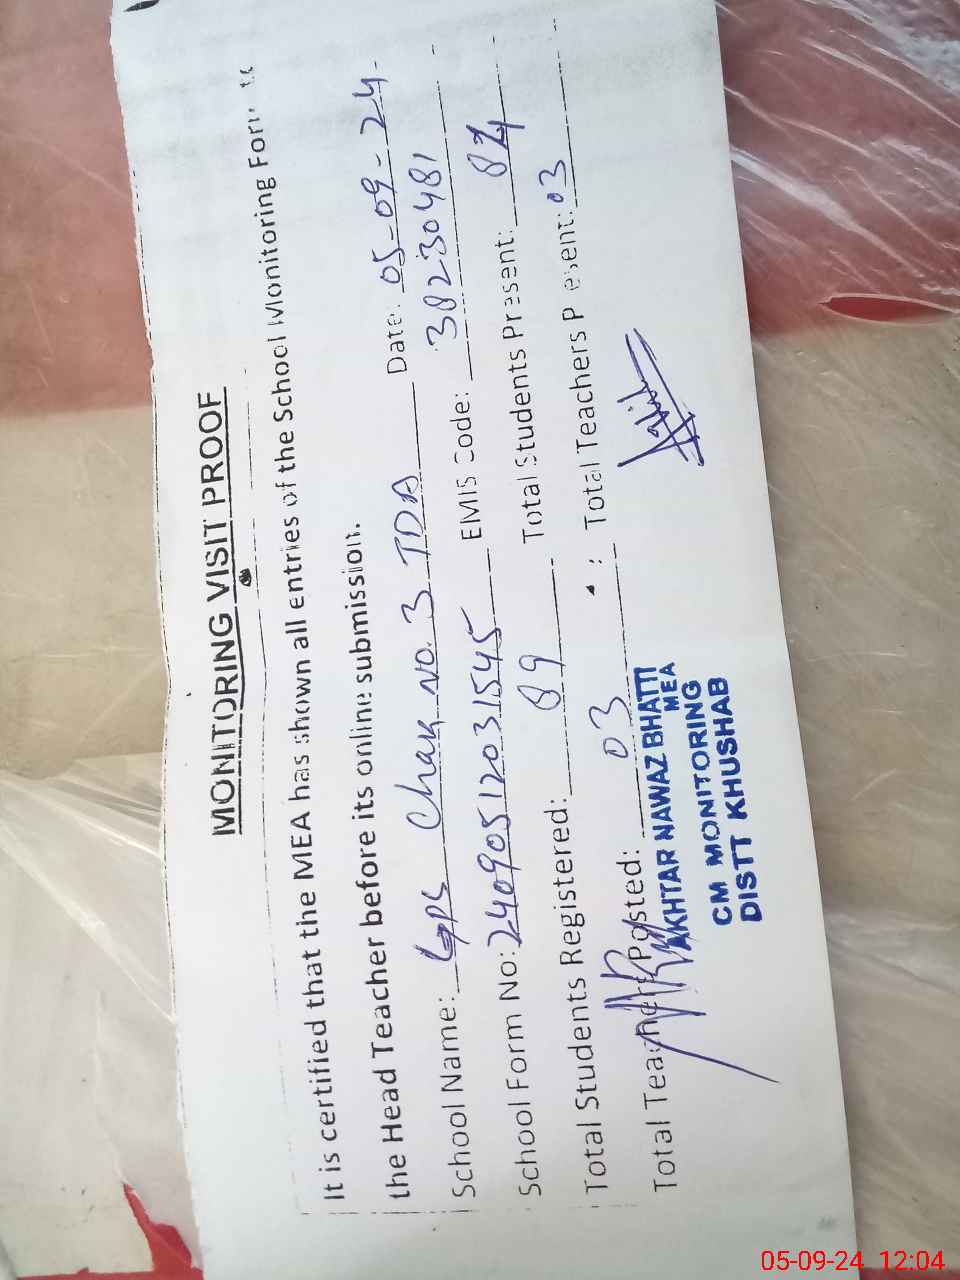 MONITORING VISIT PROOF
It is certified that the MEA has shown all entries of the School Monitoring Form to
the Head Teacher before its online submission.
School Name: GPS Chak No. 3 TDA Date: 05-09-24
School Form No: 24090512031545 EMIS Code: 38230481
Total Students Registered: 89 Total Students Present:
Total Teachers Posted: 03 : Total Teachers Present: 03
AKHTAR NAWAZ BHATTI
MEA
CM MONITORING
DISTT KHUSHAB
05-09-24 12:04